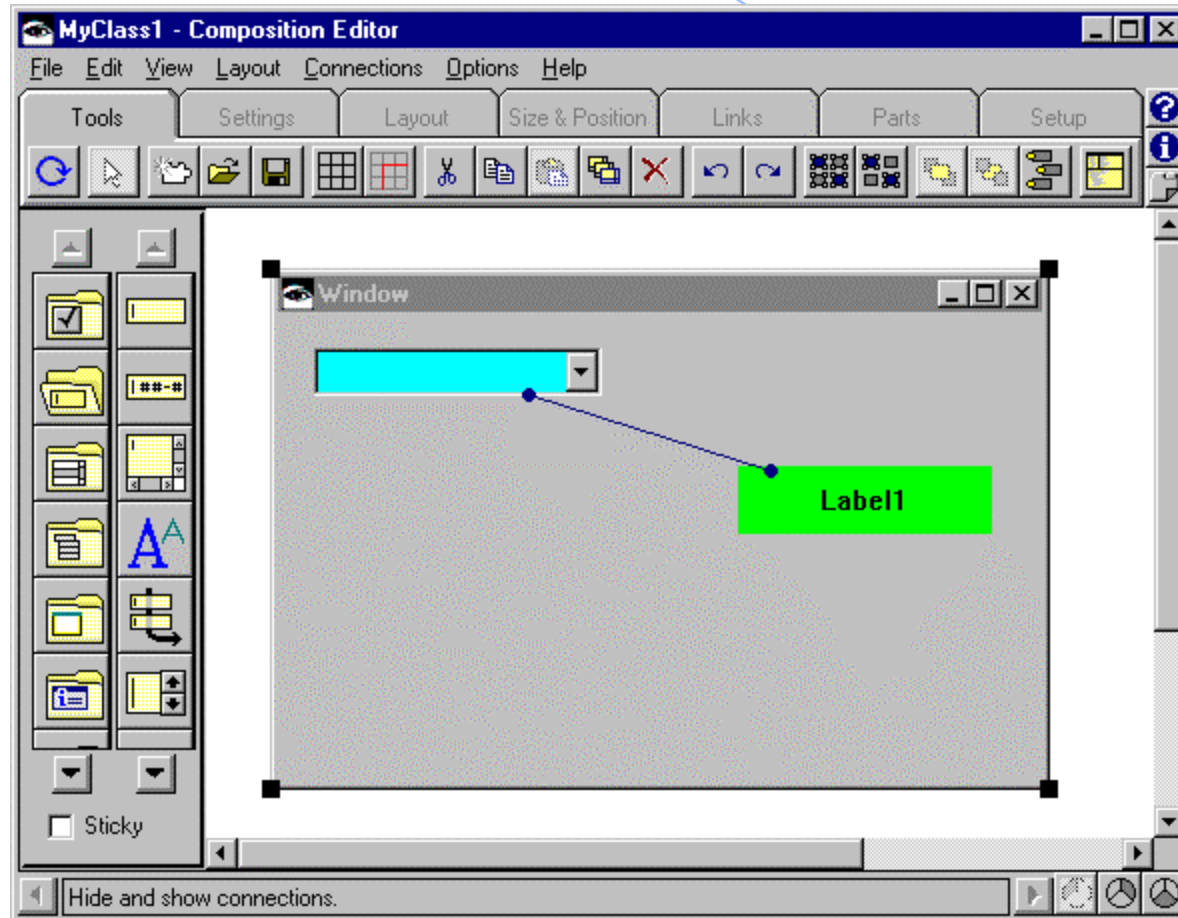 MyClass1 - Composition Editor
File Edit View Layout Connections Options Help
Tools Settings Layout Size & Position Links Parts Setup
Window
|##-#
Label1
Sticky
Hide and show connections.